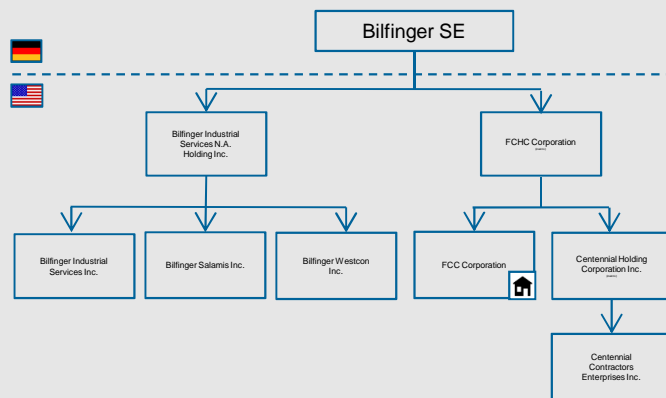 Bilfinger SE
Bilfinger Industrial
Services N.A.
Holding Inc.
FCHC Corporation
Bilfinger Industrial
Services Inc.
Bilfinger Salamis Inc.
Bilfinger Westcon
Inc.
FCC Corporation
Centennial Holding
Corporation Inc.
Centennial
Contractors
Enterprises Inc.